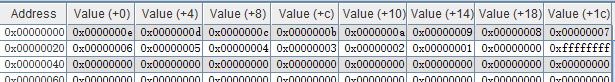 Address Value (+0) Value (+4) Value (+8) Value (+c) Value (+10) Value (+14) Value (+18) Value (+1c)
0x00000000 0x0000000e 0x0000000d 0x0000000c 0x0000000b 0x0000000a 0x00000009 0x00000008 0x00000007
0x00000020 0x00000006 0x00000005 0x00000004 0x00000003 0x00000002 0x00000001 0x00000000 0xffffffff
0x00000040 0x00000000 0x00000000 0x00000000 0x00000000 0x00000000 0x00000000 0x00000000 0x00000000